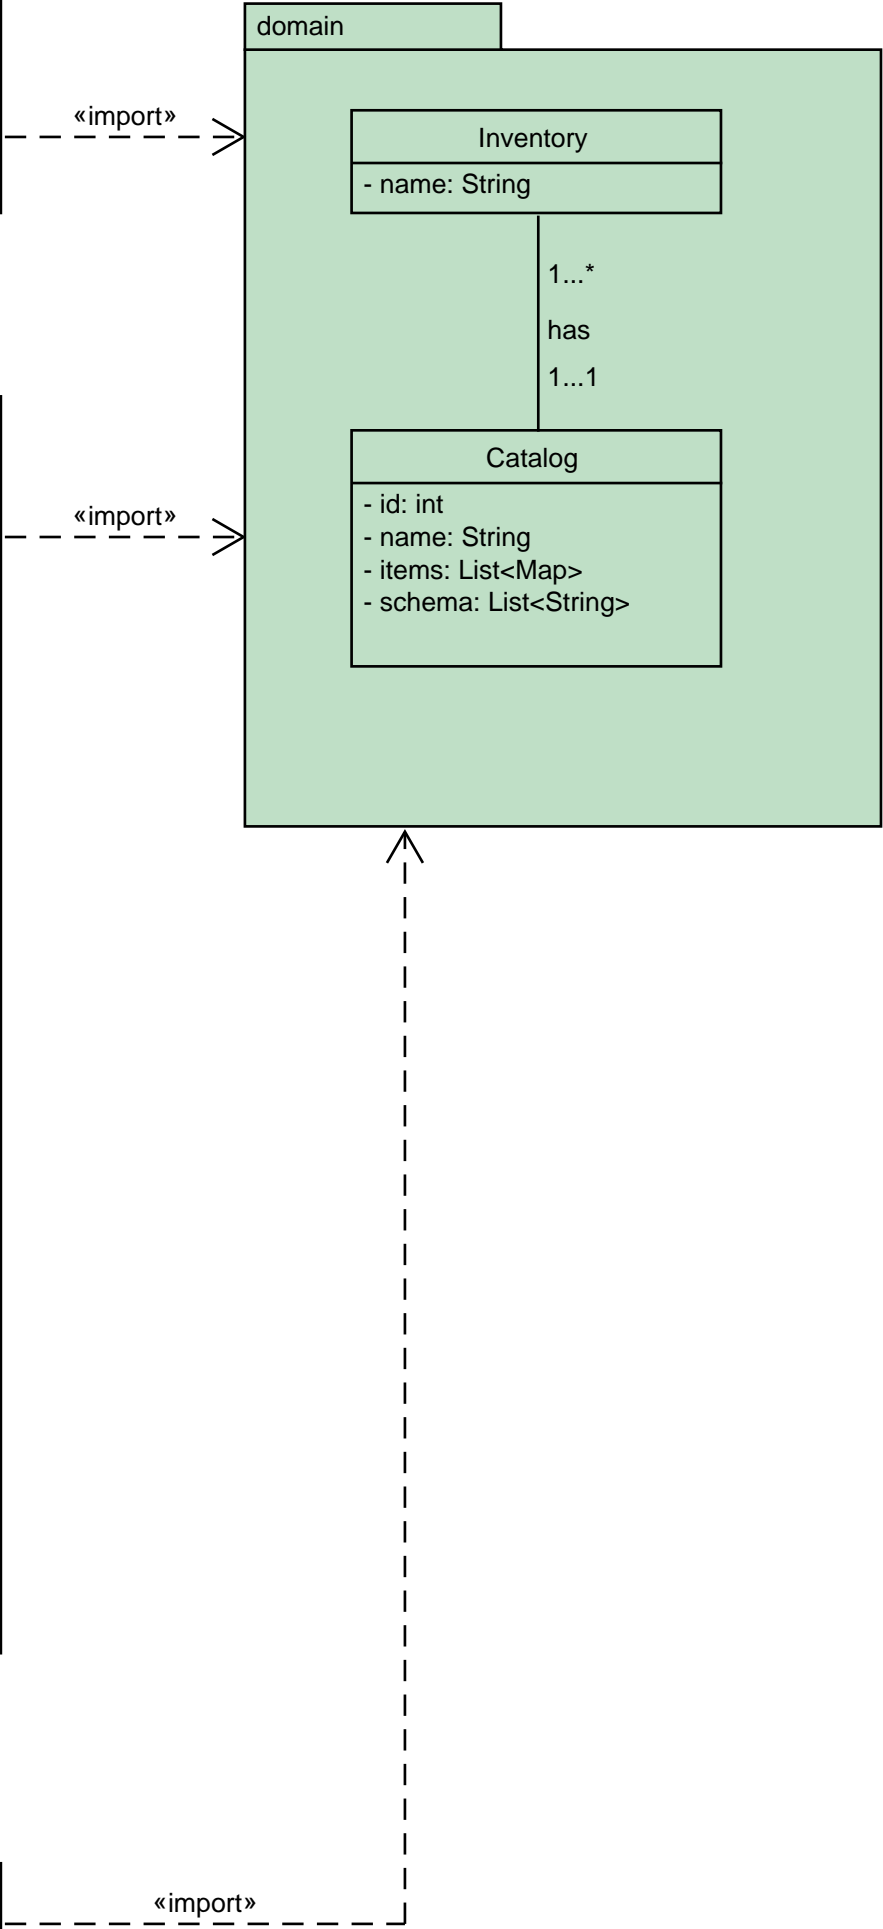 domain
«import»
Inventory
- name: String
1...*
has
1...1
Catalog
- id: int
«import»
- name: String
- items: List<Map>
- schema: List<String>
«import»